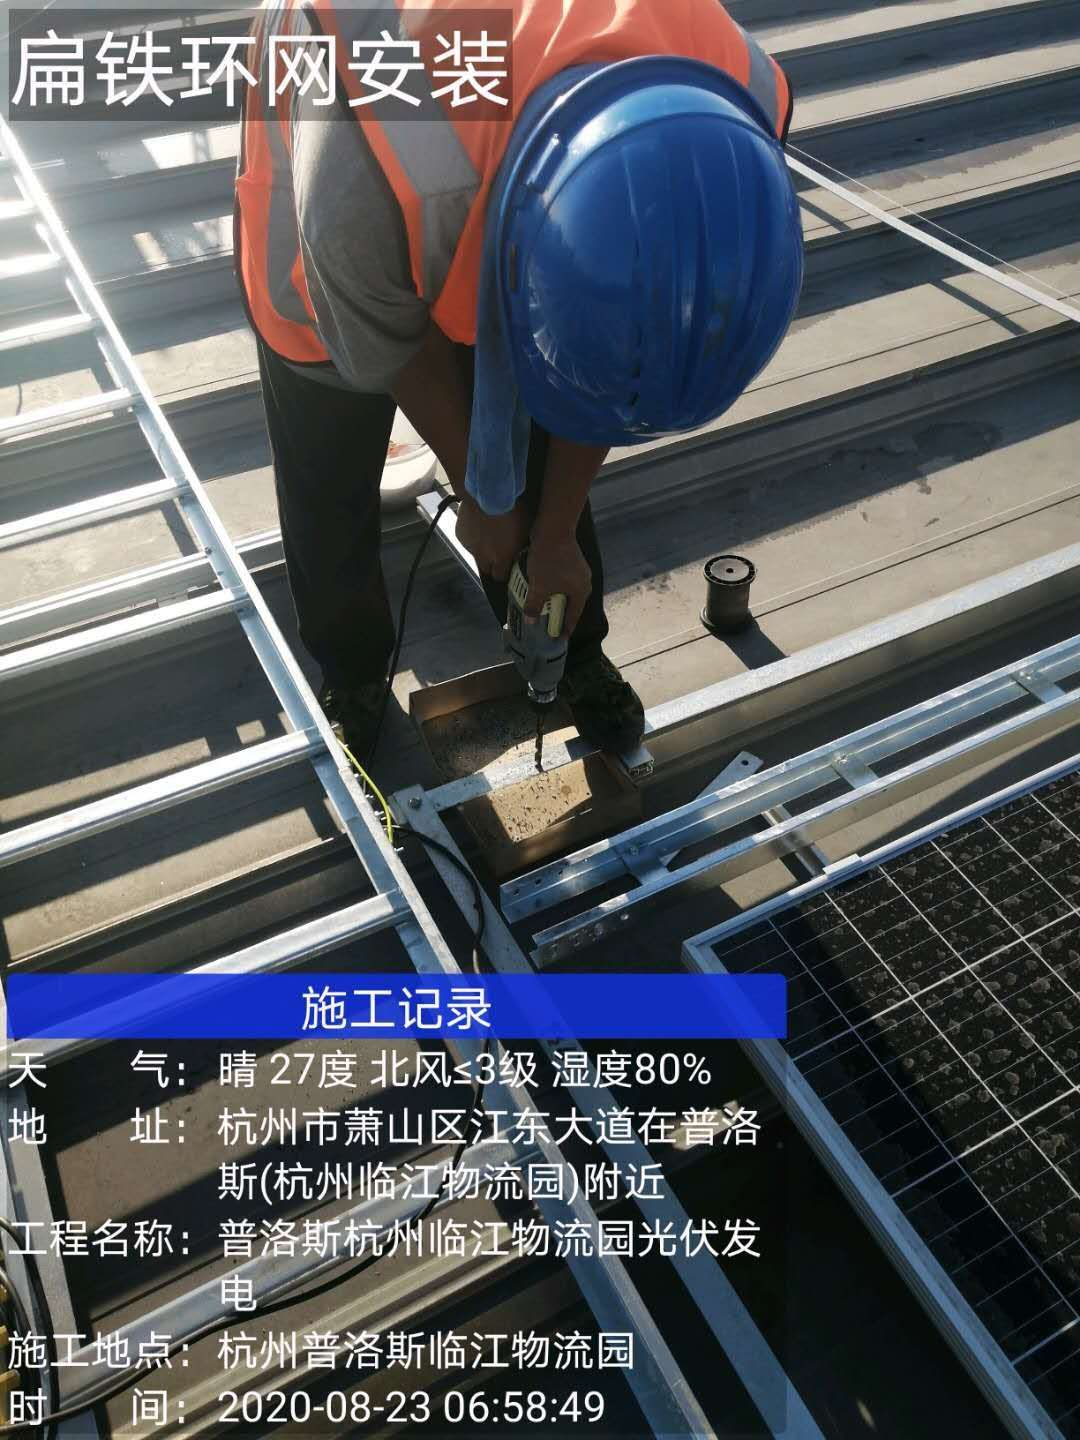 扁铁环网安装
施工记录
天 气：晴 27度 北风≤3级 湿度80%
地 址：杭州市萧山区江东大道在普洛
斯(杭州临江物流园)附近
工程名称：普洛斯杭州临江物流园光伏发
电
施工地点：杭州普洛斯临江物流园
时 间：2020-08-23 06:58:49